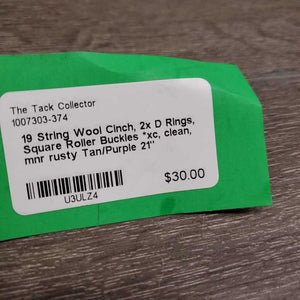 The Tack Collector
1007303-374
19 String Wool Cinch, 2x D Rings,
Square Roller Buckles *xc, clean,
mnr rusty Tan/Purple 21"
U3ULZ4
$30.00